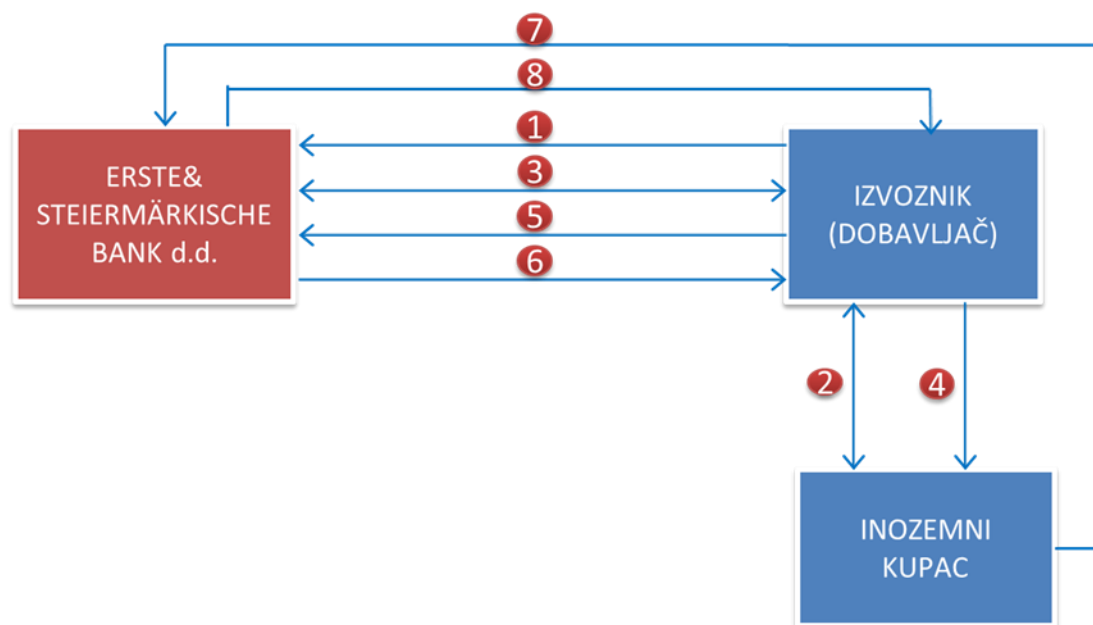 7
8
1
3
5
6
ERSTE&
STEIERMÄRKISCHE
BANK d.d.
IZVOZNIK
(DOBAVLJAČ)
2
4
INOZEMNI
KUPAC